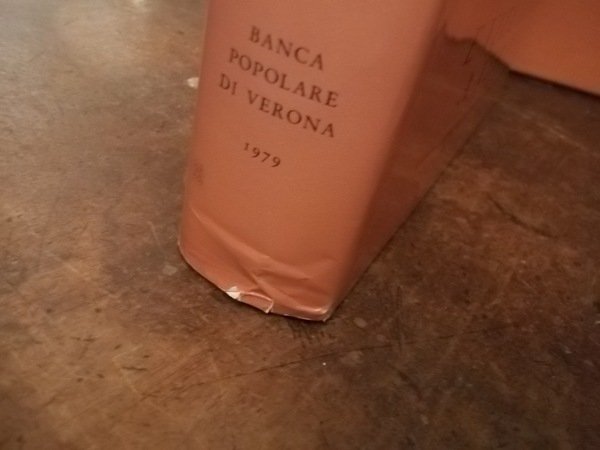 BANCA
POPOLARE
DI VERONA
1979